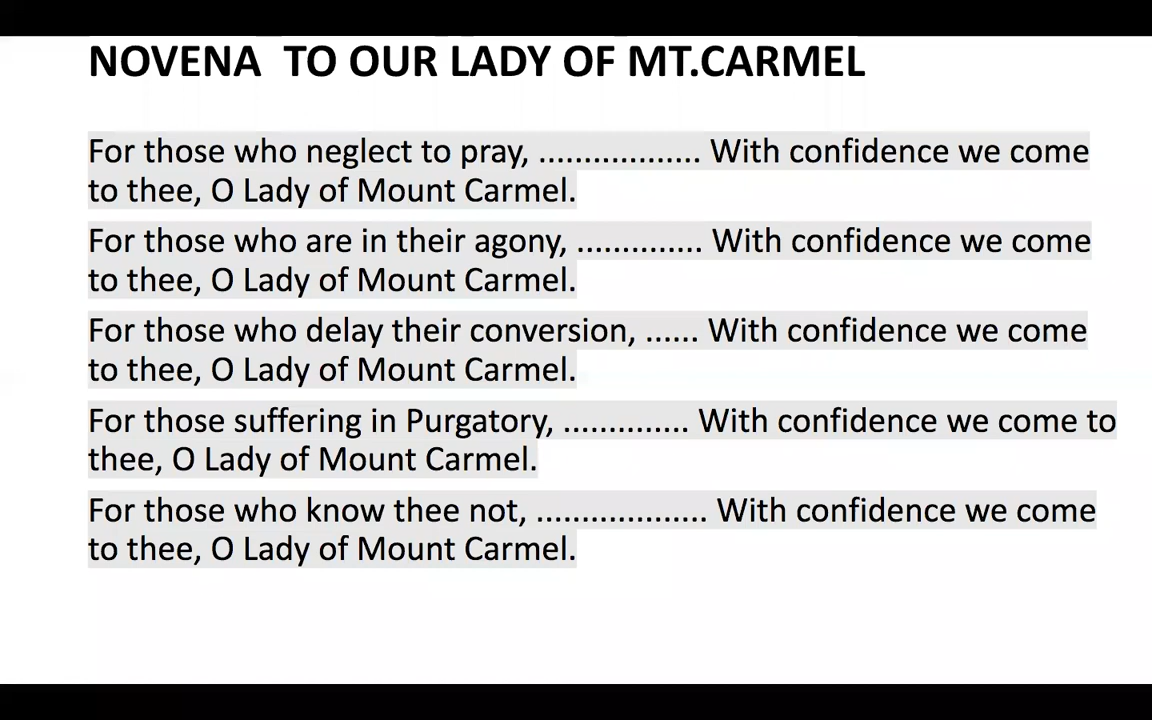 NOVENA  TO OUR LADY OF MT.CARMEL
For those who neglect to pray, .................. With confidence we come
to thee, O Lady of Mount Carmel.
For those who are in their agony, .............. With confidence we come
to thee, O Lady of Mount Carmel.
For those who delay their conversion, ...... With confidence we come
to thee, O Lady of Mount Carmel.
For those suffering in Purgatory, .............. With confidence we come to
thee, O Lady of Mount Carmel.
For those who know thee not, ................... With confidence we come
to thee, O Lady of Mount Carmel.